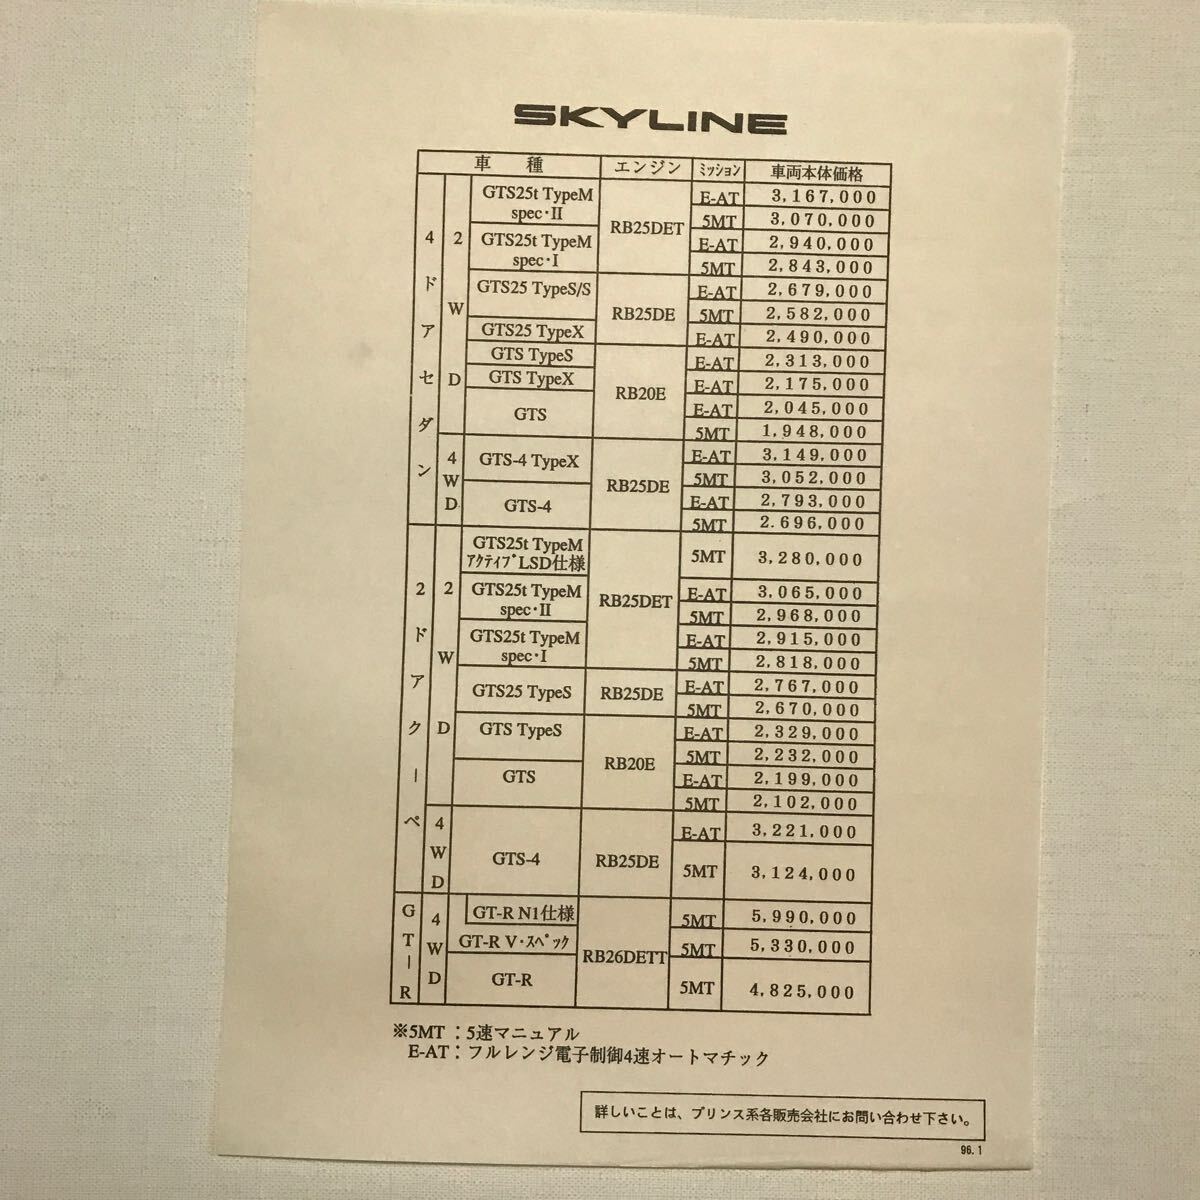 SKYLINE
車 種 エンジン ﾐｯｼｮﾝ 車両本体価格
4ドアセダン
2WD
GTS25t TypeM spec・II RB25DET E-AT 3,167,000
5MT 3,070,000
GTS25t TypeM spec・I E-AT 2,940,000
5MT 2,843,000
GTS25 TypeS/S RB25DE E-AT 2,679,000
5MT 2,582,000
GTS25 TypeX E-AT 2,490,000
GTS TypeS RB20E E-AT 2,313,000
GTS TypeX E-AT 2,175,000
GTS E-AT 2,045,000
5MT 1,948,000
4WD
GTS-4 TypeX RB25DE E-AT 3,149,000
5MT 3,052,000
GTS-4 E-AT 2,793,000
5MT 2.696,000
2ドアクーペ
2WD
GTS25t TypeM ｱｸﾃｨﾌﾞLSD仕様 RB25DET 5MT 3,280,000
GTS25t TypeM spec・II E-AT 3,065,000
5MT 2,968,000
GTS25t TypeM spec・I E-AT 2,915,000
5MT 2,818,000
GTS25 TypeS RB25DE E-AT 2,767,000
5MT 2,670,000
GTS TypeS RB20E E-AT 2,329,000
5MT 2,232,000
GTS E-AT 2,199,000
5MT 2,102,000
4WD
GTS-4 RB25DE E-AT 3,221,000
5MT 3,124,000
GT-R
4WD
GT-R N1仕様 RB26DETT 5MT 5,990,000
GT-R V・ｽﾍﾟｯｸ 5MT 5,330,000
GT-R 5MT 4,825,000
※5MT：5速マニュアル
E-AT：フルレンジ電子制御4速オートマチック
詳しいことは、プリンス系各販売会社にお問い合わせ下さい。
96.1